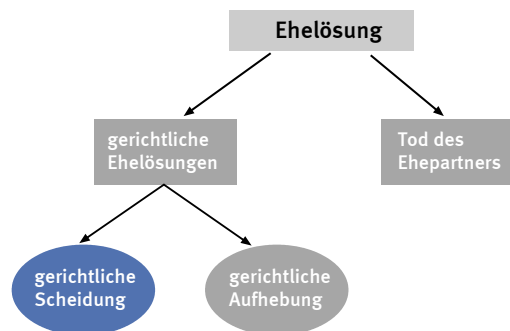 Ehelösung
gerichtliche
Ehelösungen
Tod des
Ehepartners
gerichtliche
Scheidung
gerichtliche
Aufhebung